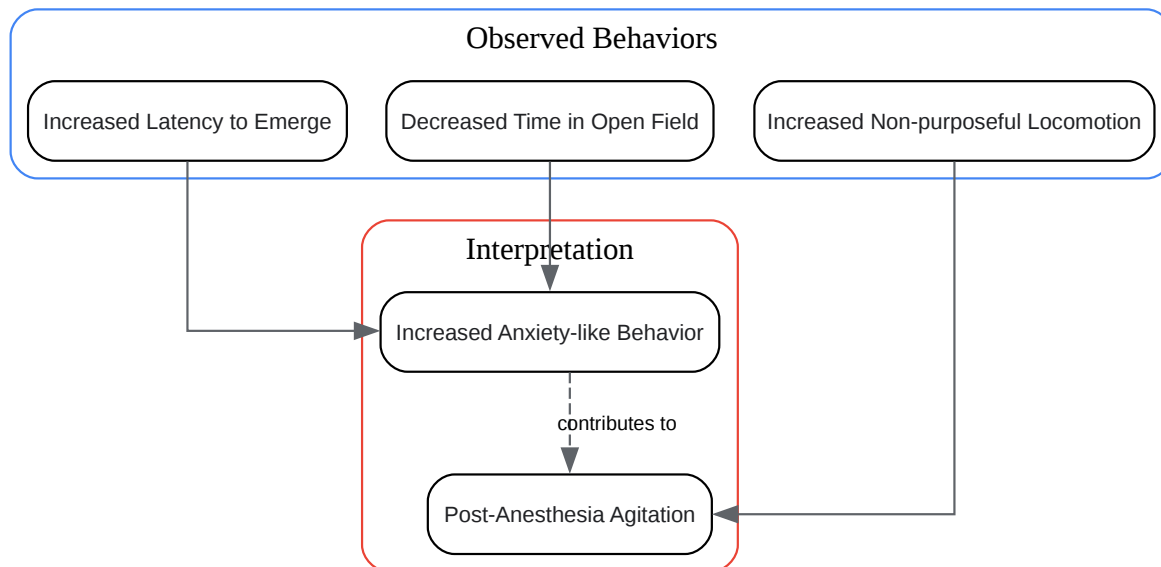 Observed Behaviors
Increased Latency to Emerge
Decreased Time in Open Field
Increased Non-purposeful Locomotion
Interpretation
Increased Anxiety-like Behavior
contributes to
Post-Anesthesia Agitation